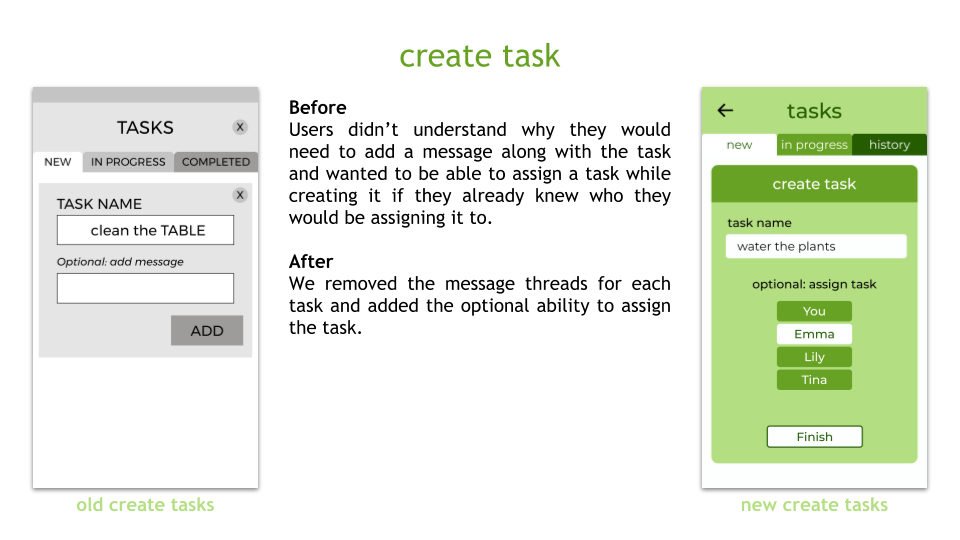 create task
TASKS
X
NEW
IN PROGRESS
COMPLETED
X
TASK NAME
clean the TABLE
Optional: add message
ADD
old create tasks
Before
Users didn’t understand why they would
need to add a message along with the task
and wanted to be able to assign a task while
creating it if they already knew who they
would be assigning it to.
After
We removed the message threads for each
task and added the optional ability to assign
the task.
tasks
new
in progress
history
create task
task name
water the plants
optional: assign task
You
Emma
Lily
Tina
Finish
new create tasks